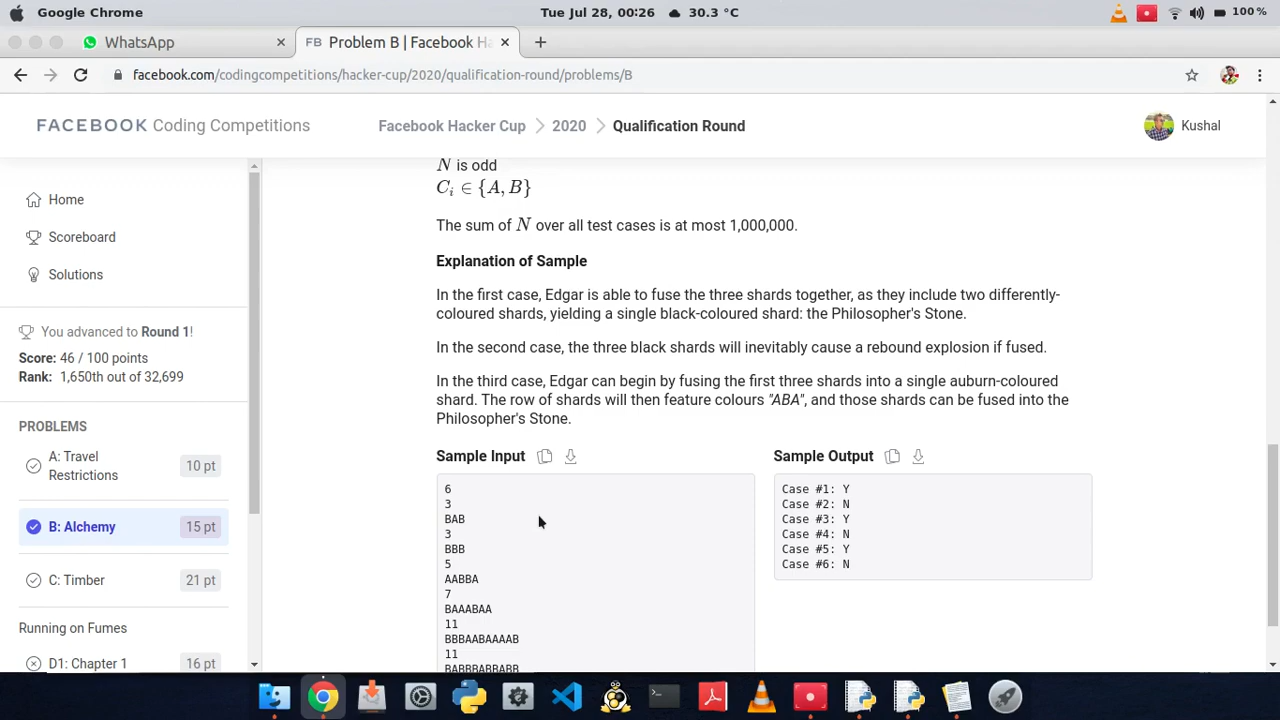 Google Chrome
Tue Jul 28, 00:26
30.3 °C
100 %
WhatsApp
FB Problem B | Facebook Ha
facebook.com/codingcompetitions/hacker-cup/2020/qualification-round/problems/B
FACEBOOK Coding Competitions
Facebook Hacker Cup
2020
Qualification Round
Kushal
Home
Scoreboard
Solutions
You advanced to Round 1!
Score: 46 / 100 points
Rank: 1,650th out of 32,699
PROBLEMS
A: Travel
Restrictions
10 pt
B: Alchemy
15 pt
C: Timber
21 pt
Running on Fumes
D1: Chapter 1
16 pt
N is odd
Cᵢ ∈ {A, B}
The sum of N over all test cases is at most 1,000,000.
Explanation of Sample
In the first case, Edgar is able to fuse the three shards together, as they include two differently-
coloured shards, yielding a single black-coloured shard: the Philosopher's Stone.
In the second case, the three black shards will inevitably cause a rebound explosion if fused.
In the third case, Edgar can begin by fusing the first three shards into a single auburn-coloured
shard. The row of shards will then feature colours "ABA", and those shards can be fused into the
Philosopher's Stone.
Sample Input
6
3
BAB
3
BBB
5
AABBA
7
BAAABAA
11
BBBAABAAAAB
11
BABBBABBABB
Sample Output
Case #1: Y
Case #2: N
Case #3: Y
Case #4: N
Case #5: Y
Case #6: N